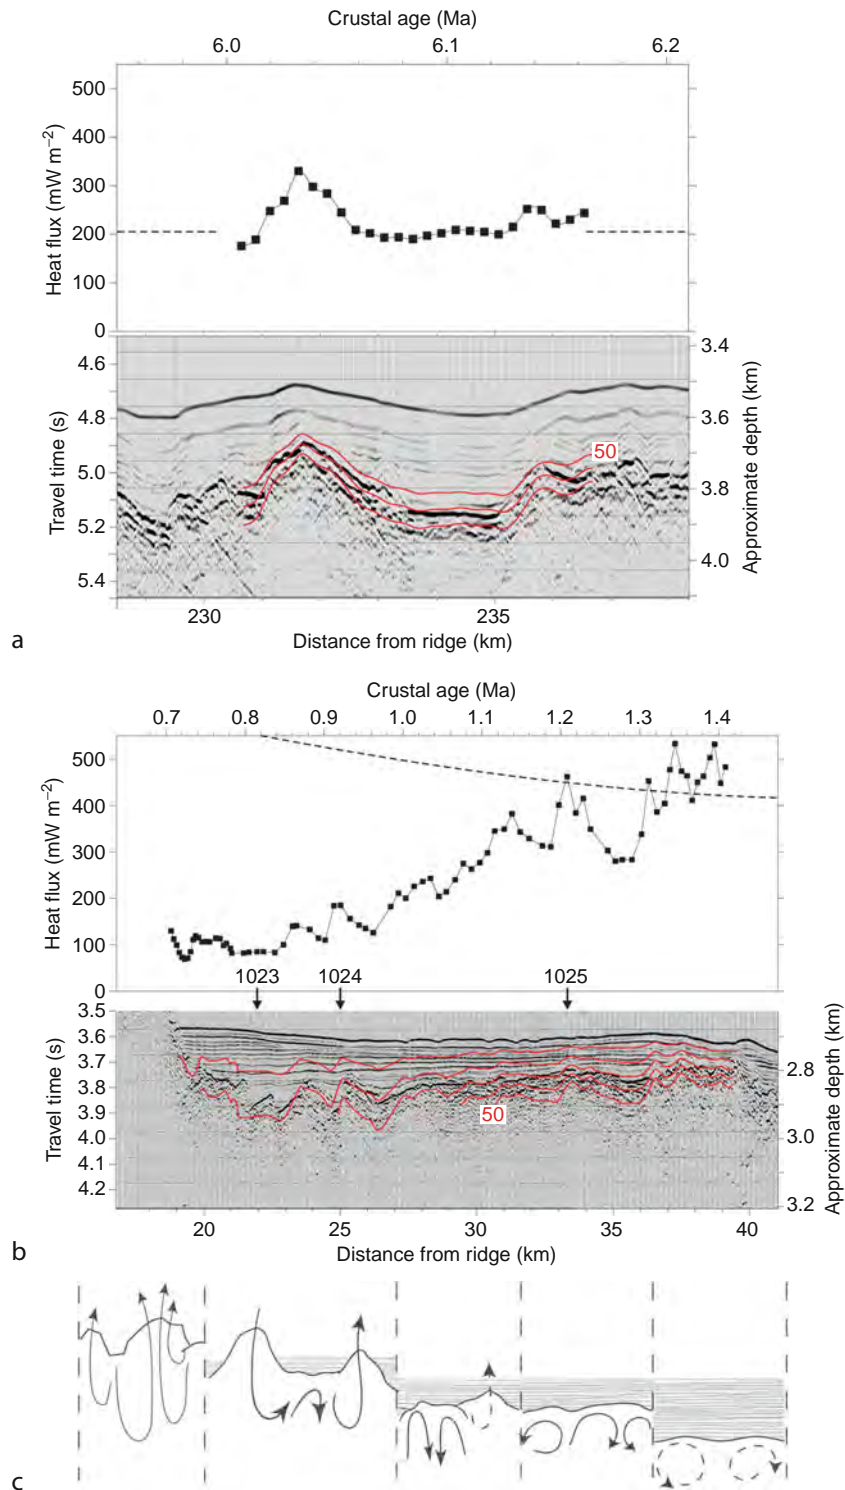 Crustal age (Ma)
6.0 6.1 6.2
500
400
300
200
100
0
Heat flux (mW m⁻²)
4.6
4.8
5.0
5.2
5.4
Travel time (s)
3.4
3.6
3.8
4.0
Approximate depth (km)
50
230 235
Distance from ridge (km)
a
Crustal age (Ma)
0.7 0.8 0.9 1.0 1.1 1.2 1.3 1.4
500
400
300
200
100
0
Heat flux (mW m⁻²)
1023 1024 1025
3.5
3.6
3.7
3.8
3.9
4.0
4.1
4.2
Travel time (s)
2.8
3.0
3.2
Approximate depth (km)
50
20 25 30 35 40
Distance from ridge (km)
b
c